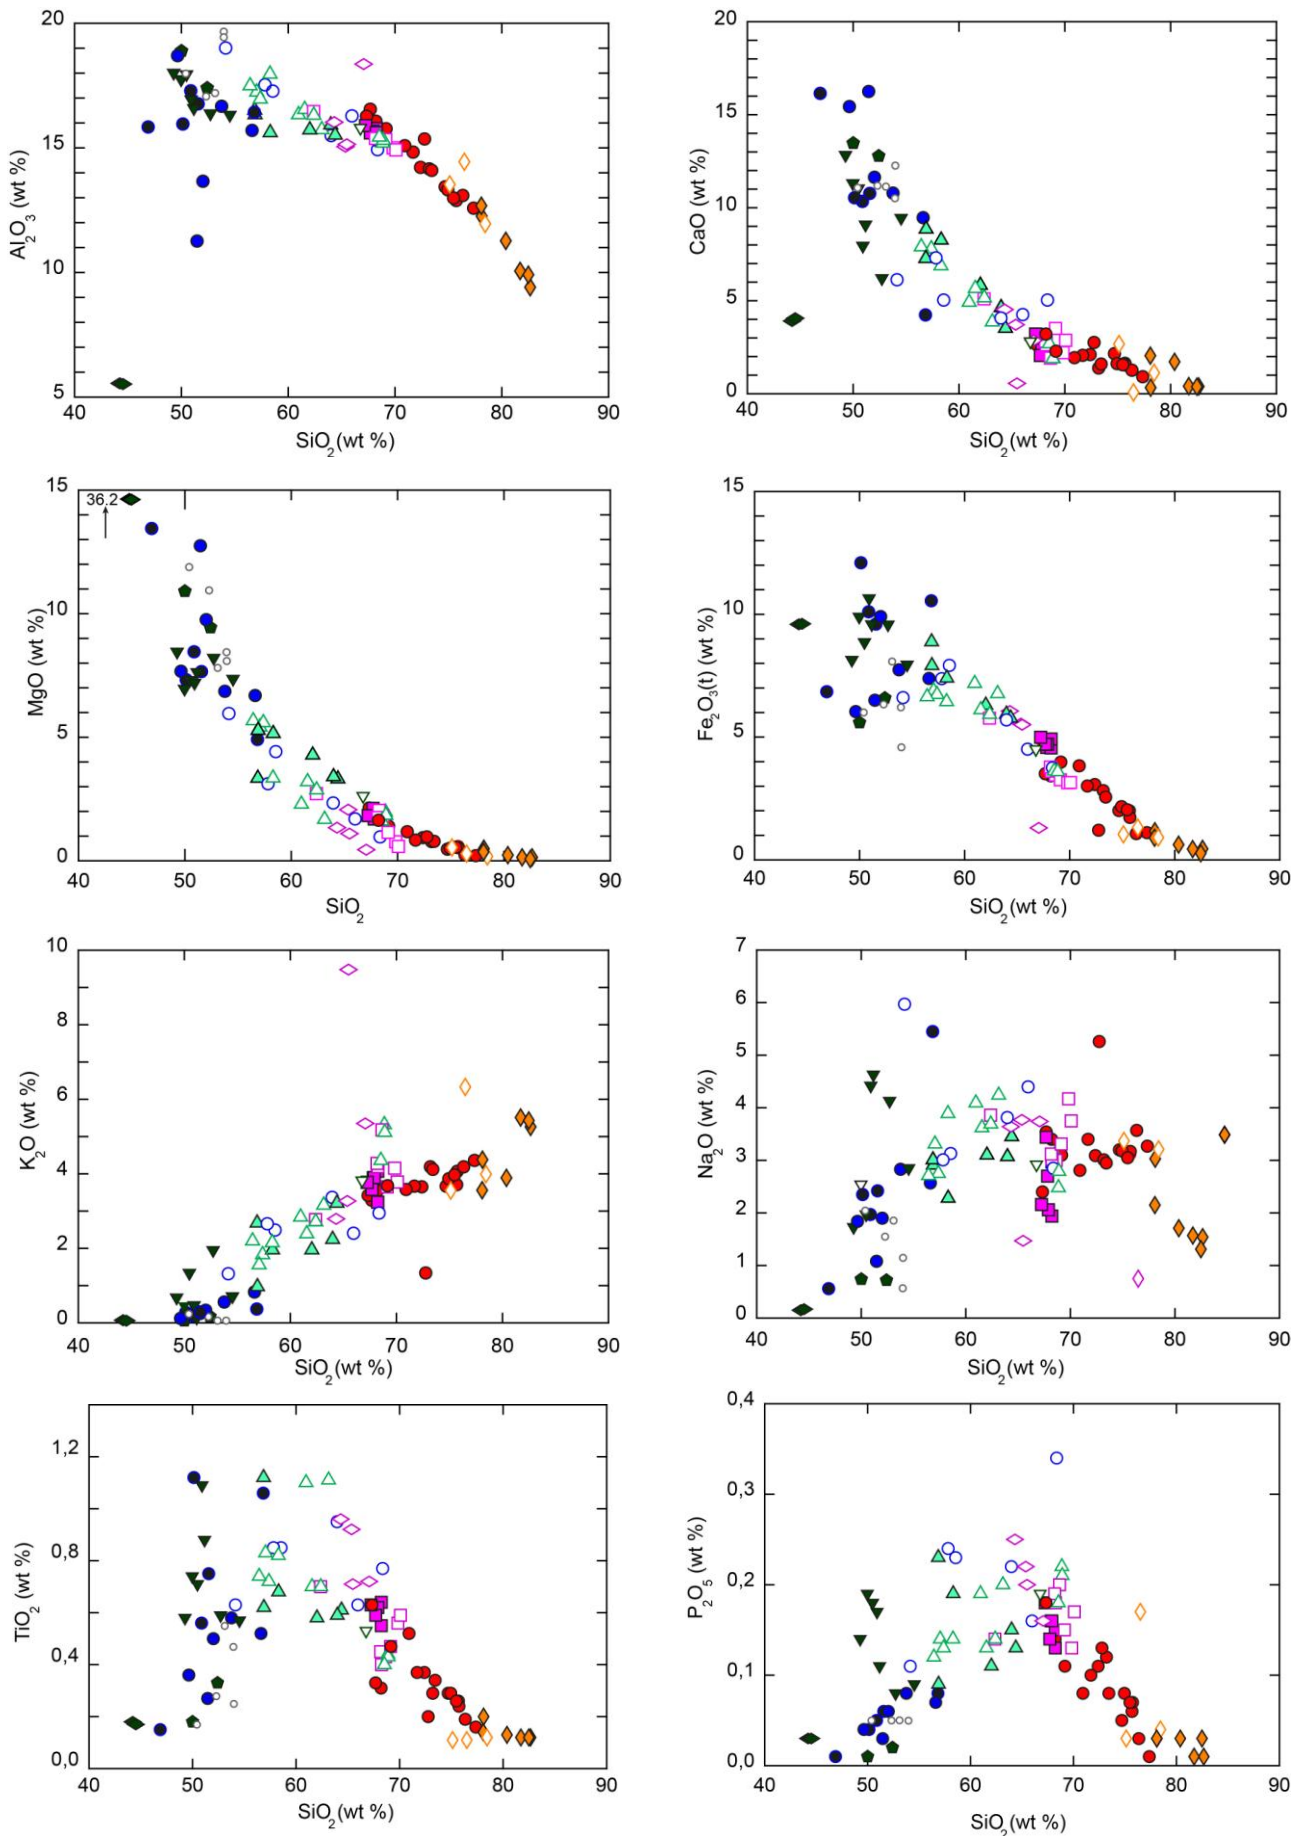 20
15
10
5
Al2O3 (wt %)
40 50 60 70 80 90
SiO2(wt %)
20
15
10
5
0
CaO (wt %)
40 50 60 70 80 90
SiO2(wt %)
15
10
5
0
36.2
MgO (wt %)
40 50 60 70 80 90
SiO2
15
10
5
0
Fe2O3(t) (wt %)
40 50 60 70 80 90
SiO2(wt %)
10
8
6
4
2
0
K2O (wt %)
40 50 60 70 80 90
SiO2(wt %)
7
6
5
4
3
2
1
0
Na2O (wt %)
40 50 60 70 80 90
SiO2(wt %)
1,2
0,8
0,4
0,0
TiO2 (wt %)
40 50 60 70 80 90
SiO2(wt %)
0,4
0,3
0,2
0,1
0,0
P2O5 (wt %)
40 50 60 70 80 90
SiO2(wt %)